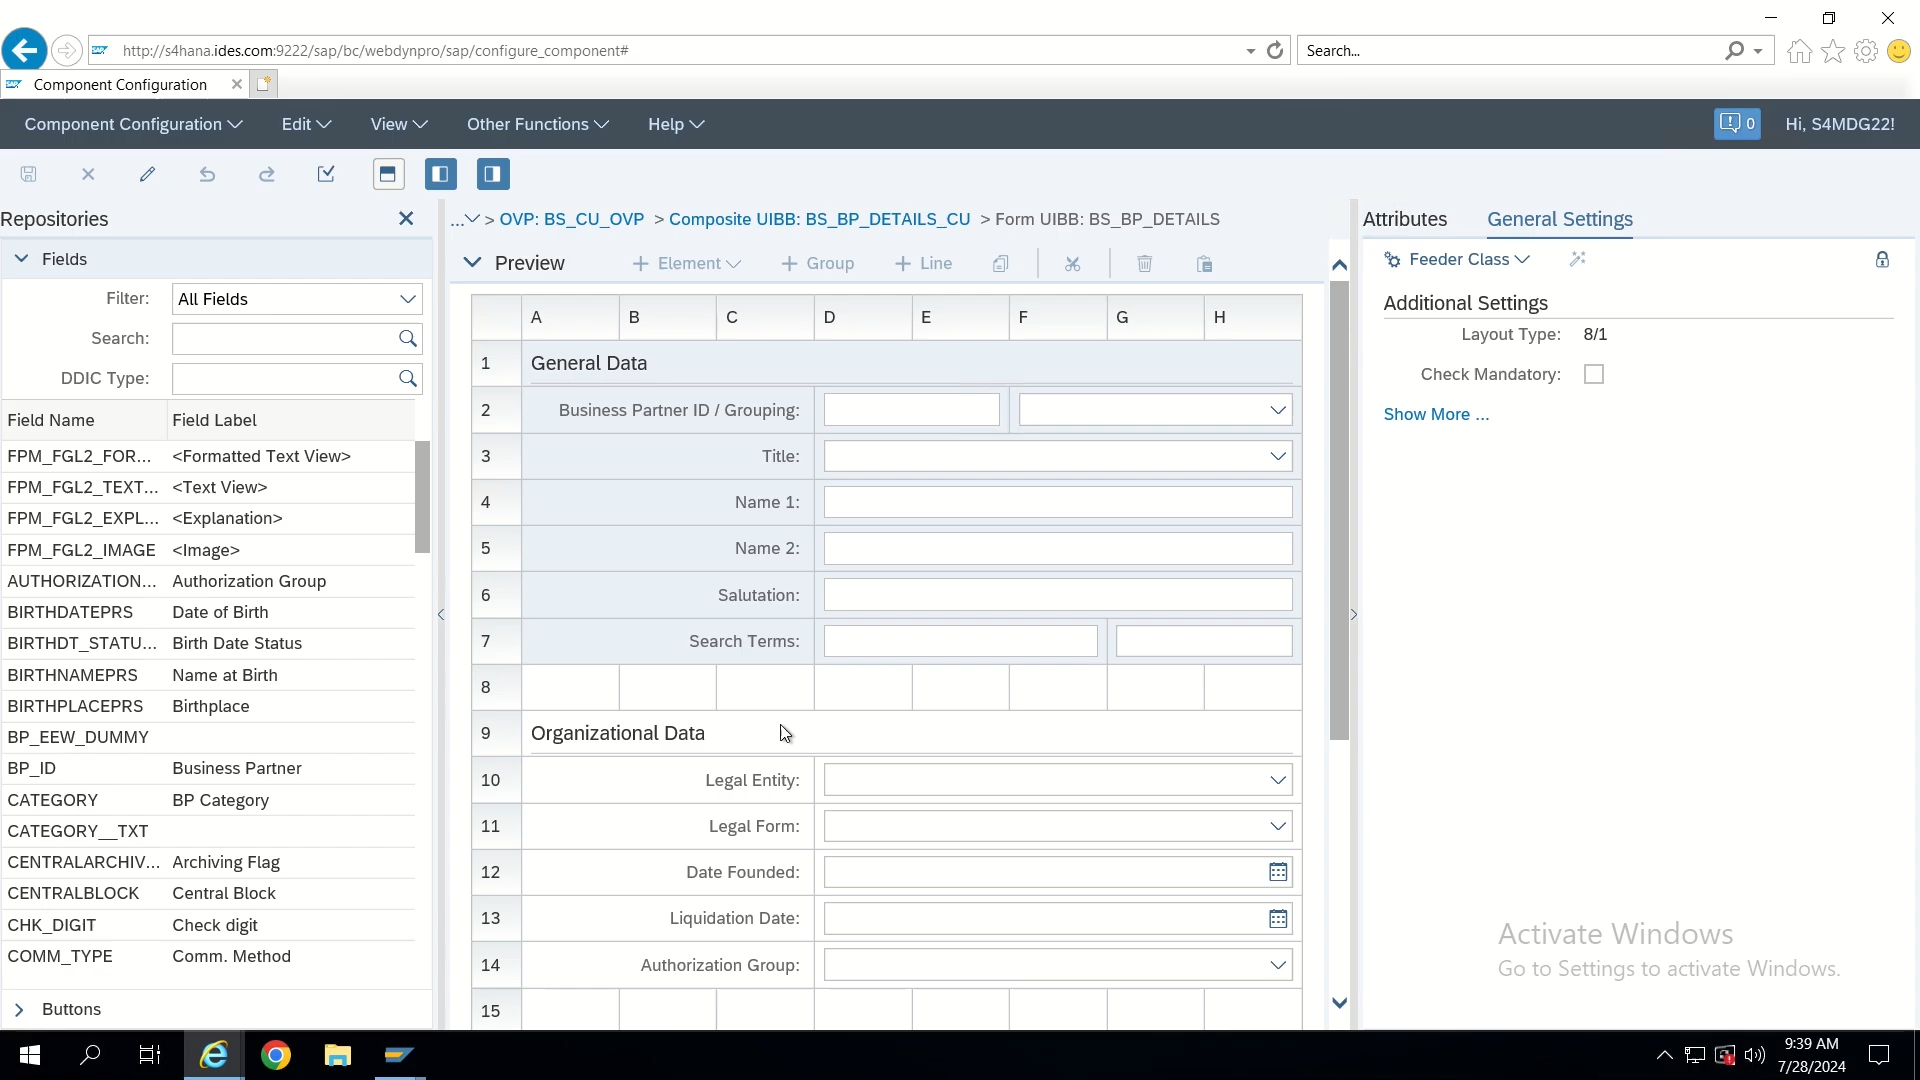 http://s4hana.ides.com:9222/sap/bc/webdynpro/sap/configure_component#
Search...
Component Configuration
Component Configuration
Edit
View
Other Functions
Help
0
Hi, S4MDG22!
Repositories
... > OVP: BS_CU_OVP > Composite UIBB: BS_BP_DETAILS_CU > Form UIBB: BS_BP_DETAILS
Attributes
General Settings
Fields
Preview
+ Element
+ Group
+ Line
Feeder Class
Filter: All Fields
Search:
DDIC Type:
Additional Settings
Layout Type: 8/1
Check Mandatory:
Show More ...
Field Name Field Label
FPM_FGL2_FOR... <Formatted Text View>
FPM_FGL2_TEXT... <Text View>
FPM_FGL2_EXPL... <Explanation>
FPM_FGL2_IMAGE <Image>
AUTHORIZATION... Authorization Group
BIRTHDATEPRS Date of Birth
BIRTHDT_STATU... Birth Date Status
BIRTHNAMEPRS Name at Birth
BIRTHPLACEPRS Birthplace
BP_EEW_DUMMY
BP_ID Business Partner
CATEGORY BP Category
CATEGORY__TXT
CENTRALARCHIV... Archiving Flag
CENTRALBLOCK Central Block
CHK_DIGIT Check digit
COMM_TYPE Comm. Method
Buttons
A B C D E F G H
1 General Data
2 Business Partner ID / Grouping:
3 Title:
4 Name 1:
5 Name 2:
6 Salutation:
7 Search Terms:
8
9 Organizational Data
10 Legal Entity:
11 Legal Form:
12 Date Founded:
13 Liquidation Date:
14 Authorization Group:
15
Activate Windows
Go to Settings to activate Windows.
9:39 AM
7/28/2024